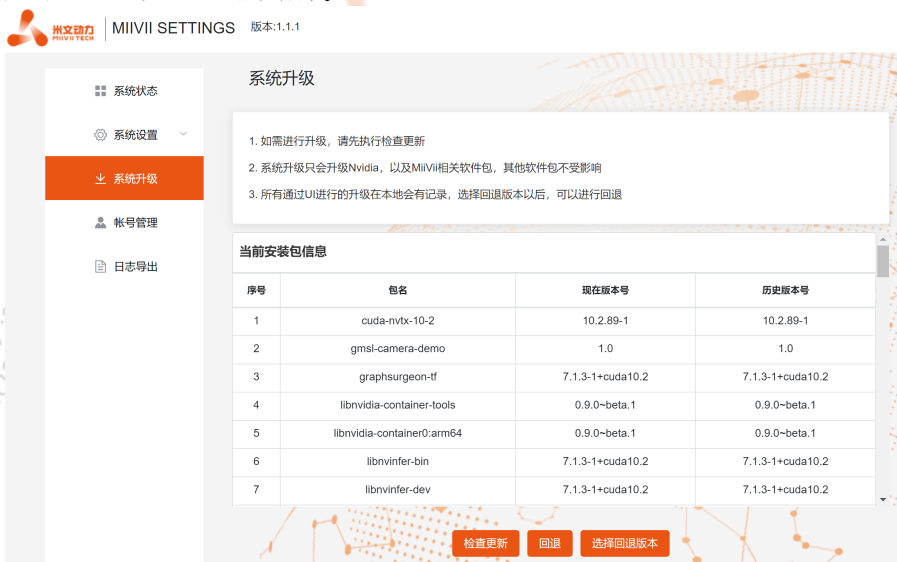 米文动力
MIIVII TECH
MIIVII SETTINGS 版本:1.1.1
系统状态
系统设置
系统升级
帐号管理
日志导出
系统升级
1. 如需进行升级，请先执行检查更新
2. 系统升级只会升级Nvidia，以及MiiVii相关软件包，其他软件包不受影响
3. 所有通过UI进行的升级在本地会有记录，选择回退版本以后，可以进行回退
当前安装包信息
序号 包名 现在版本号 历史版本号
1 cuda-nvtx-10-2 10.2.89-1 10.2.89-1
2 gmsl-camera-demo 1.0 1.0
3 graphsurgeon-tf 7.1.3-1+cuda10.2 7.1.3-1+cuda10.2
4 libnvidia-container-tools 0.9.0~beta.1 0.9.0~beta.1
5 libnvidia-container0:arm64 0.9.0~beta.1 0.9.0~beta.1
6 libnvinfer-bin 7.1.3-1+cuda10.2 7.1.3-1+cuda10.2
7 libnvinfer-dev 7.1.3-1+cuda10.2 7.1.3-1+cuda10.2
检查更新 回退 选择回退版本